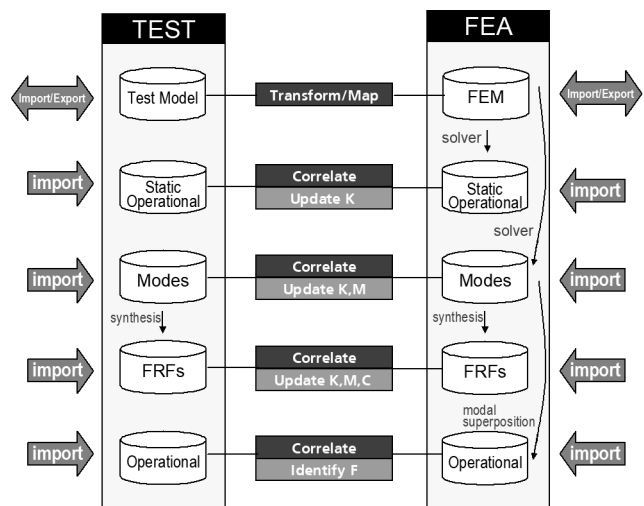 TEST
FEA
Import/Export
Test Model
Transform/Map
FEM
Import/Export
solver
import
Static
Operational
Correlate
Update K
Static
Operational
import
solver
import
Modes
Correlate
Update K,M
Modes
import
synthesis
synthesis
import
FRFs
Correlate
Update K,M,C
FRFs
import
modal
superposition
import
Operational
Correlate
Identify F
Operational
import